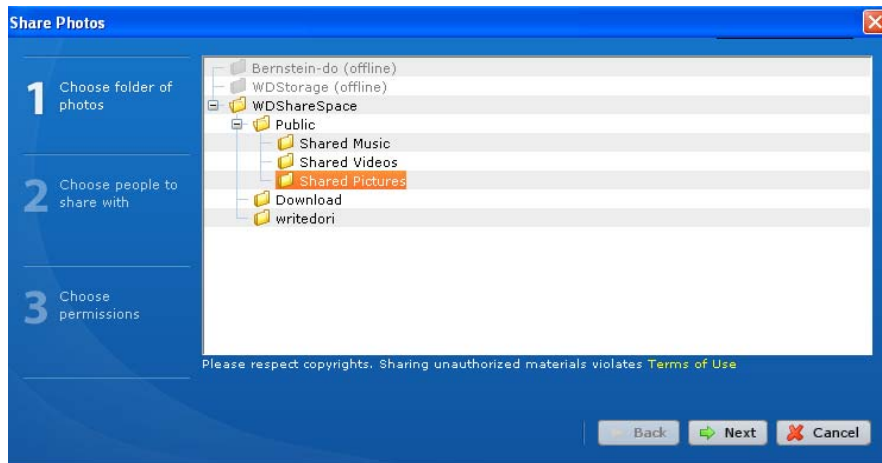 Share Photos
1 Choose folder of
photos
2 Choose people to
share with
3 Choose
permissions
Bernstein-do (offline)
WDStorage (offline)
WDShareSpace
Public
Shared Music
Shared Videos
Shared Pictures
Download
writedori
Please respect copyrights. Sharing unauthorized materials violates Terms of Use
Back Next Cancel